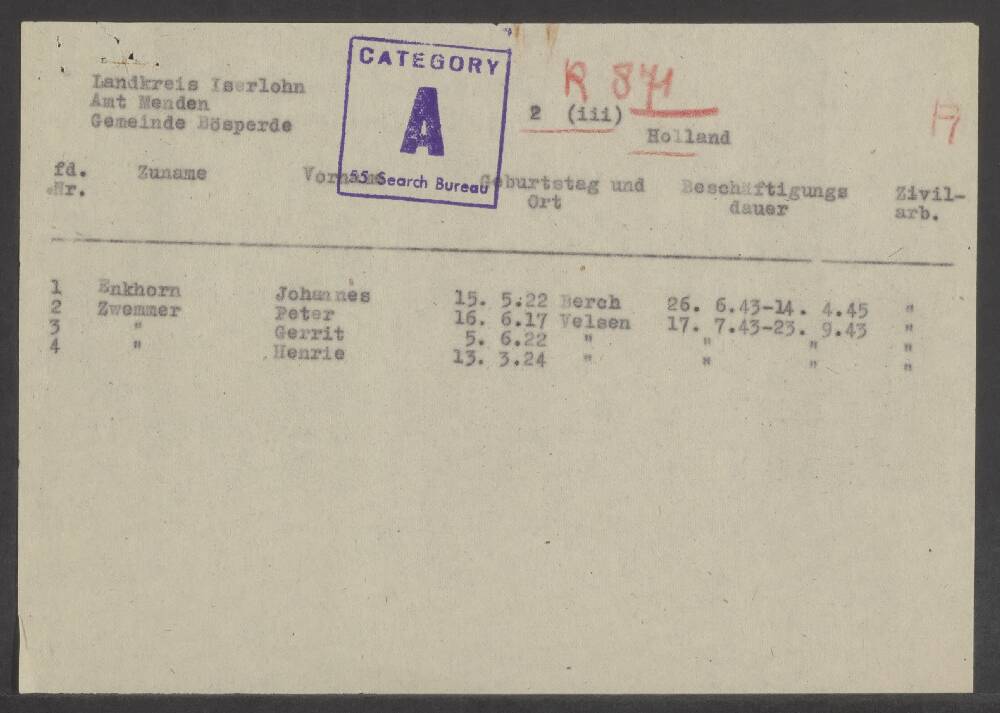 Landkreis Iserlohn
Amt Menden
Gemeinde Bösperde
CATEGORY
A
55 Search Bureau
R 871
2 (iii)
Holland
fd. Zuname Vorname Geburtstag und Beschäftigungs Zivil-
Nr. Ort dauer arb.
1 Enkhorn Johannes 15. 5.22 Berch 26. 6.43-14. 4.45 "
2 Zwemmer Peter 16. 6.17 Velsen 17. 7.43-23. 9.43 "
3 " Gerrit 5. 6.22 " " " "
4 " Henrie 13. 3.24 " " " "